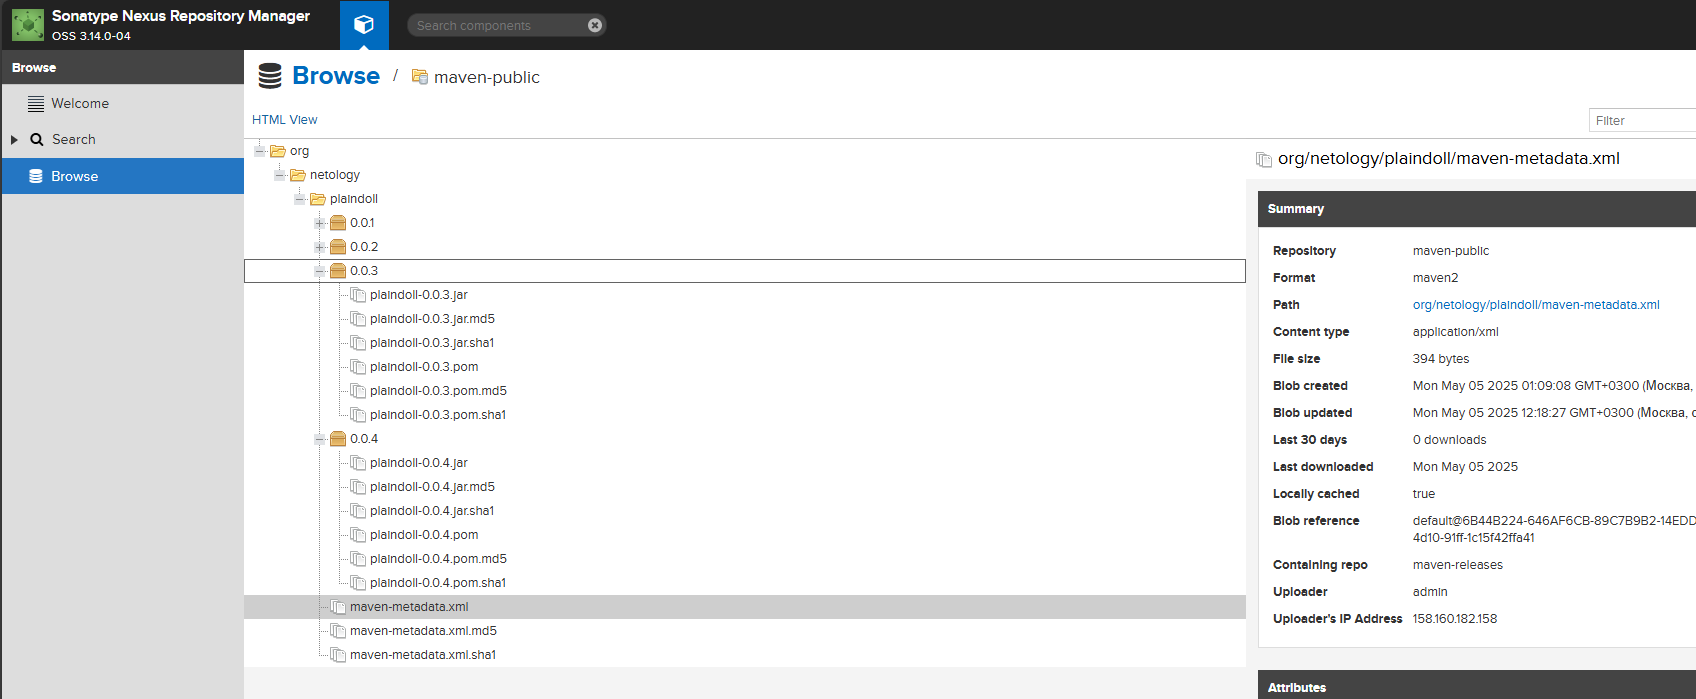 Sonatype Nexus Repository Manager
OSS 3.14.0-04
Search components
Browse
Welcome
Search
Browse
Browse / maven-public
HTML View
Filter
org
netology
plaindoll
0.0.1
0.0.2
0.0.3
plaindoll-0.0.3.jar
plaindoll-0.0.3.jar.md5
plaindoll-0.0.3.jar.sha1
plaindoll-0.0.3.pom
plaindoll-0.0.3.pom.md5
plaindoll-0.0.3.pom.sha1
0.0.4
plaindoll-0.0.4.jar
plaindoll-0.0.4.jar.md5
plaindoll-0.0.4.jar.sha1
plaindoll-0.0.4.pom
plaindoll-0.0.4.pom.md5
plaindoll-0.0.4.pom.sha1
maven-metadata.xml
maven-metadata.xml.md5
maven-metadata.xml.sha1
org/netology/plaindoll/maven-metadata.xml
Summary
Repository maven-public
Format maven2
Path org/netology/plaindoll/maven-metadata.xml
Content type application/xml
File size 394 bytes
Blob created Mon May 05 2025 01:09:08 GMT+0300 (Москва,
Blob updated Mon May 05 2025 12:18:27 GMT+0300 (Москва, с
Last 30 days 0 downloads
Last downloaded Mon May 05 2025
Locally cached true
Blob reference default@6B44B224-646AF6CB-89C7B9B2-14EDD
4d10-91ff-1c15f42ffa41
Containing repo maven-releases
Uploader admin
Uploader's IP Address 158.160.182.158
Attributes